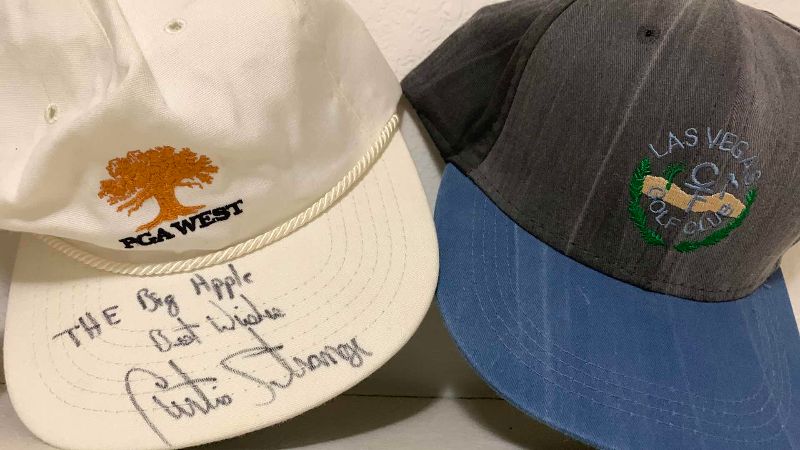 PGA WEST
THE Big Apple
Best Wishes
Curtis Strange
LAS VEGAS
GOLF CLUB